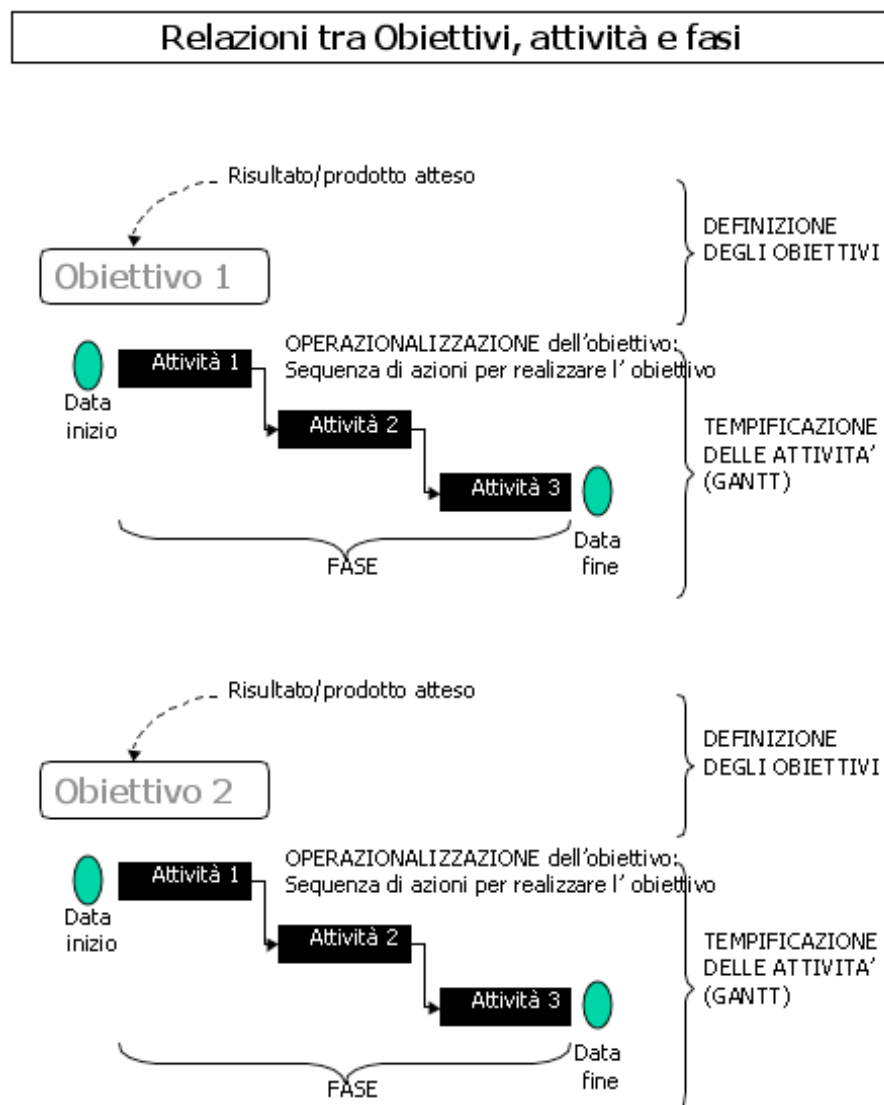 Relazioni tra Obiettivi, attività e fasi
Risultato/prodotto atteso
DEFINIZIONE
DEGLI OBIETTIVI
Obiettivo 1
OPERAZIONALIZZAZIONE dell'obiettivo:
Sequenza di azioni per realizzare l' obiettivo
Attività 1
Data
inizio
Attività 2
TEMPIFICAZIONE
DELLE ATTIVITA'
(GANTT)
Attività 3
Data
fine
FASE
Risultato/prodotto atteso
DEFINIZIONE
DEGLI OBIETTIVI
Obiettivo 2
OPERAZIONALIZZAZIONE dell'obiettivo:
Sequenza di azioni per realizzare l' obiettivo
Attività 1
Data
inizio
Attività 2
TEMPIFICAZIONE
DELLE ATTIVITA'
(GANTT)
Attività 3
Data
fine
FASE